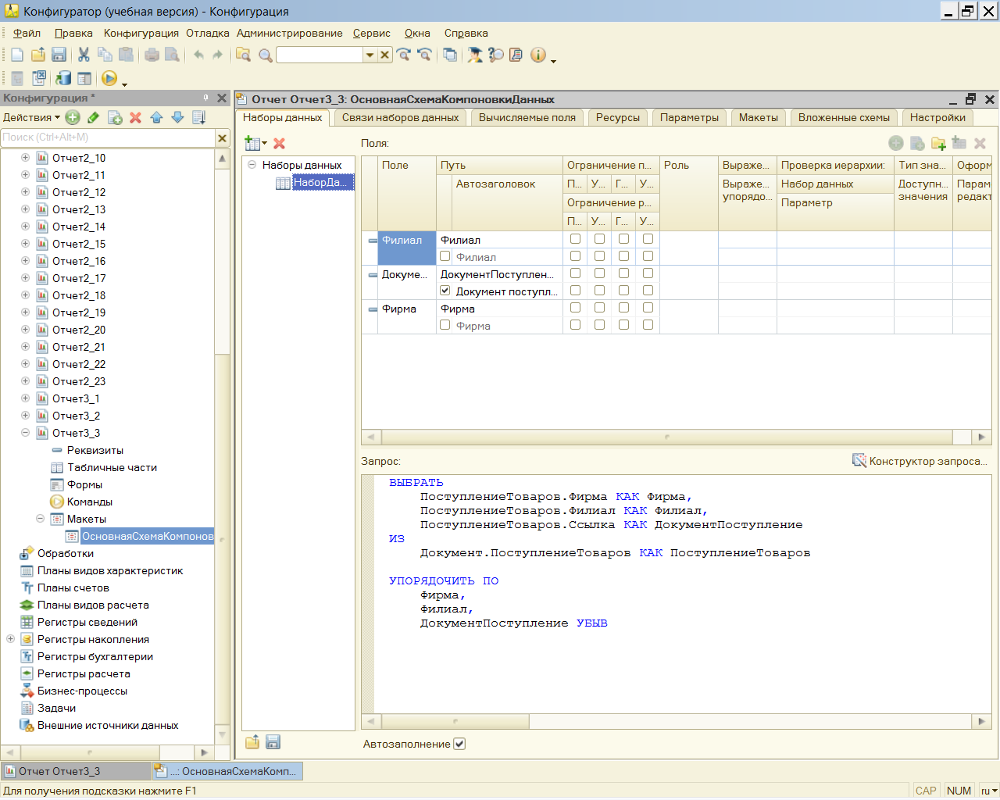 Конфигуратор (учебная версия) - Конфигурация
Файл Правка Конфигурация Отладка Администрирование Сервис Окна Справка
Конфигурация *
Действия
Поиск (Ctrl+Alt+M)
Отчет2_10
Отчет2_11
Отчет2_12
Отчет2_13
Отчет2_14
Отчет2_15
Отчет2_16
Отчет2_17
Отчет2_18
Отчет2_19
Отчет2_20
Отчет2_21
Отчет2_22
Отчет2_23
Отчет3_1
Отчет3_2
Отчет3_3
Реквизиты
Табличные части
Формы
Команды
Макеты
ОсновнаяСхемаКомпонов
Обработки
Планы видов характеристик
Планы счетов
Планы видов расчета
Регистры сведений
Регистры накопления
Регистры бухгалтерии
Регистры расчета
Бизнес-процессы
Задачи
Внешние источники данных
Отчет Отчет3_3: ОсновнаяСхемаКомпоновкиДанных
Наборы данных Связи наборов данных Вычисляемые поля Ресурсы Параметры Макеты Вложенные схемы Настройки
Наборы данных
НаборДа...
Поля:
Поле Путь Ограничение п... Роль Выраже... Проверка иерархии: Тип зна... Оформ
Автозаголовок П... У... Г... У... Выраже... упорядо... Набор данных Доступн... значения Парам редакт
Ограничение р... Параметр
П... У... Г... У...
Филиал Филиал
Филиал
Докуме... ДокументПоступлен...
Документ поступл...
Фирма Фирма
Фирма
Запрос:
Конструктор запроса...
ВЫБРАТЬ
ПоступлениеТоваров.Фирма КАК Фирма,
ПоступлениеТоваров.Филиал КАК Филиал,
ПоступлениеТоваров.Ссылка КАК ДокументПоступление
ИЗ
Документ.ПоступлениеТоваров КАК ПоступлениеТоваров
УПОРЯДОЧИТЬ ПО
Фирма,
Филиал,
ДокументПоступление УБЫВ
Автозаполнение
Отчет Отчет3_3
...: ОсновнаяСхемаКомп...
Для получения подсказки нажмите F1
CAP NUM ru